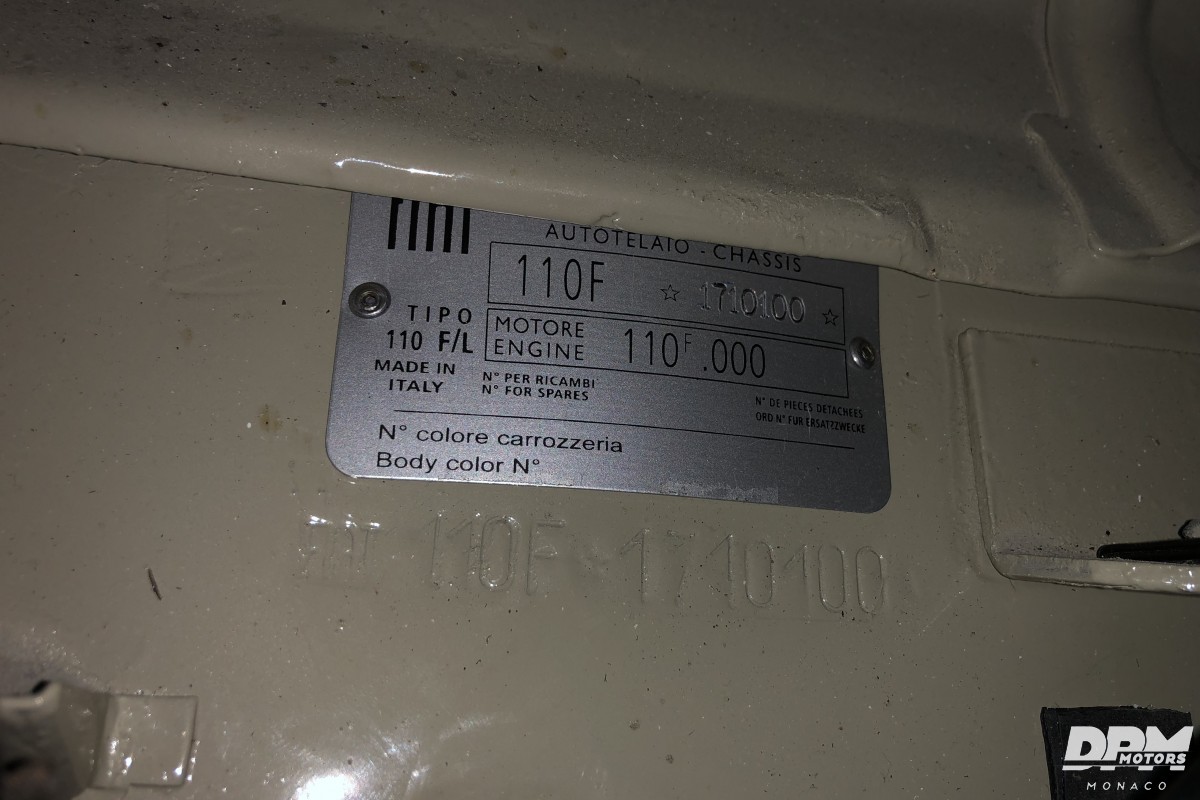 FIAT
AUTOTELAIO - CHASSIS
110F ☆ 1710100 ☆
TIPO
110 F/L
MOTORE
ENGINE
110F .000
MADE IN
ITALY
N° PER RICAMBI
N° FOR SPARES
N° DE PIECES DETACHEES
ORD N° FUR ERSATZZWECKE
N° colore carrozzeria
Body color N°
110F 1710100
DPM
MOTORS
MONACO